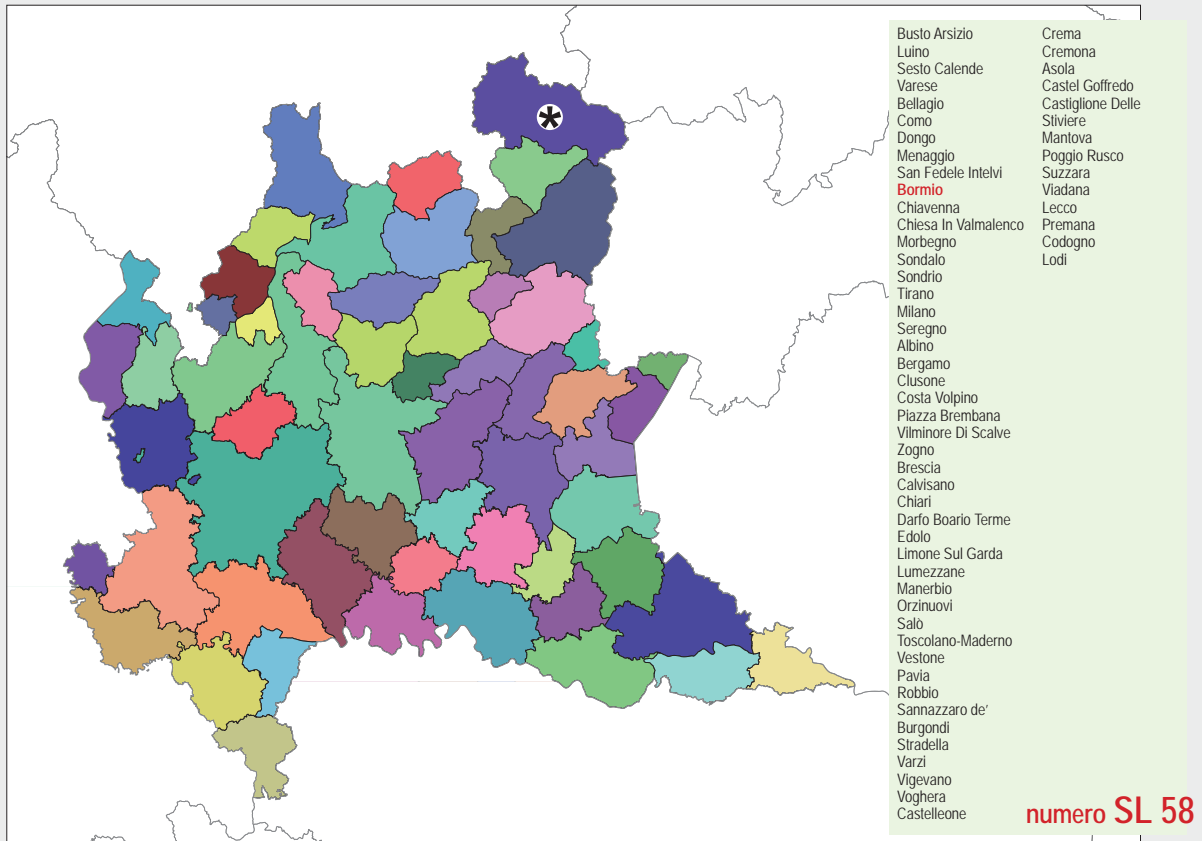 Busto Arsizio
Luino
Sesto Calende
Varese
Bellagio
Como
Dongo
Menaggio
San Fedele Intelvi
Bormio
Chiavenna
Chiesa In Valmalenco
Morbegno
Sondalo
Sondrio
Tirano
Milano
Seregno
Albino
Bergamo
Clusone
Costa Volpino
Piazza Brembana
Vilminore Di Scalve
Zogno
Brescia
Calvisano
Chiari
Darfo Boario Terme
Edolo
Limone Sul Garda
Lumezzane
Manerbio
Orzinuovi
Salò
Toscolano-Maderno
Vestone
Pavia
Robbio
Sannazzaro de'
Burgondi
Stradella
Varzi
Vigevano
Voghera
Castelleone
Crema
Cremona
Asola
Castel Goffredo
Castiglione Delle
Stiviere
Mantova
Poggio Rusco
Suzzara
Viadana
Lecco
Premana
Codogno
Lodi
numero SL 58